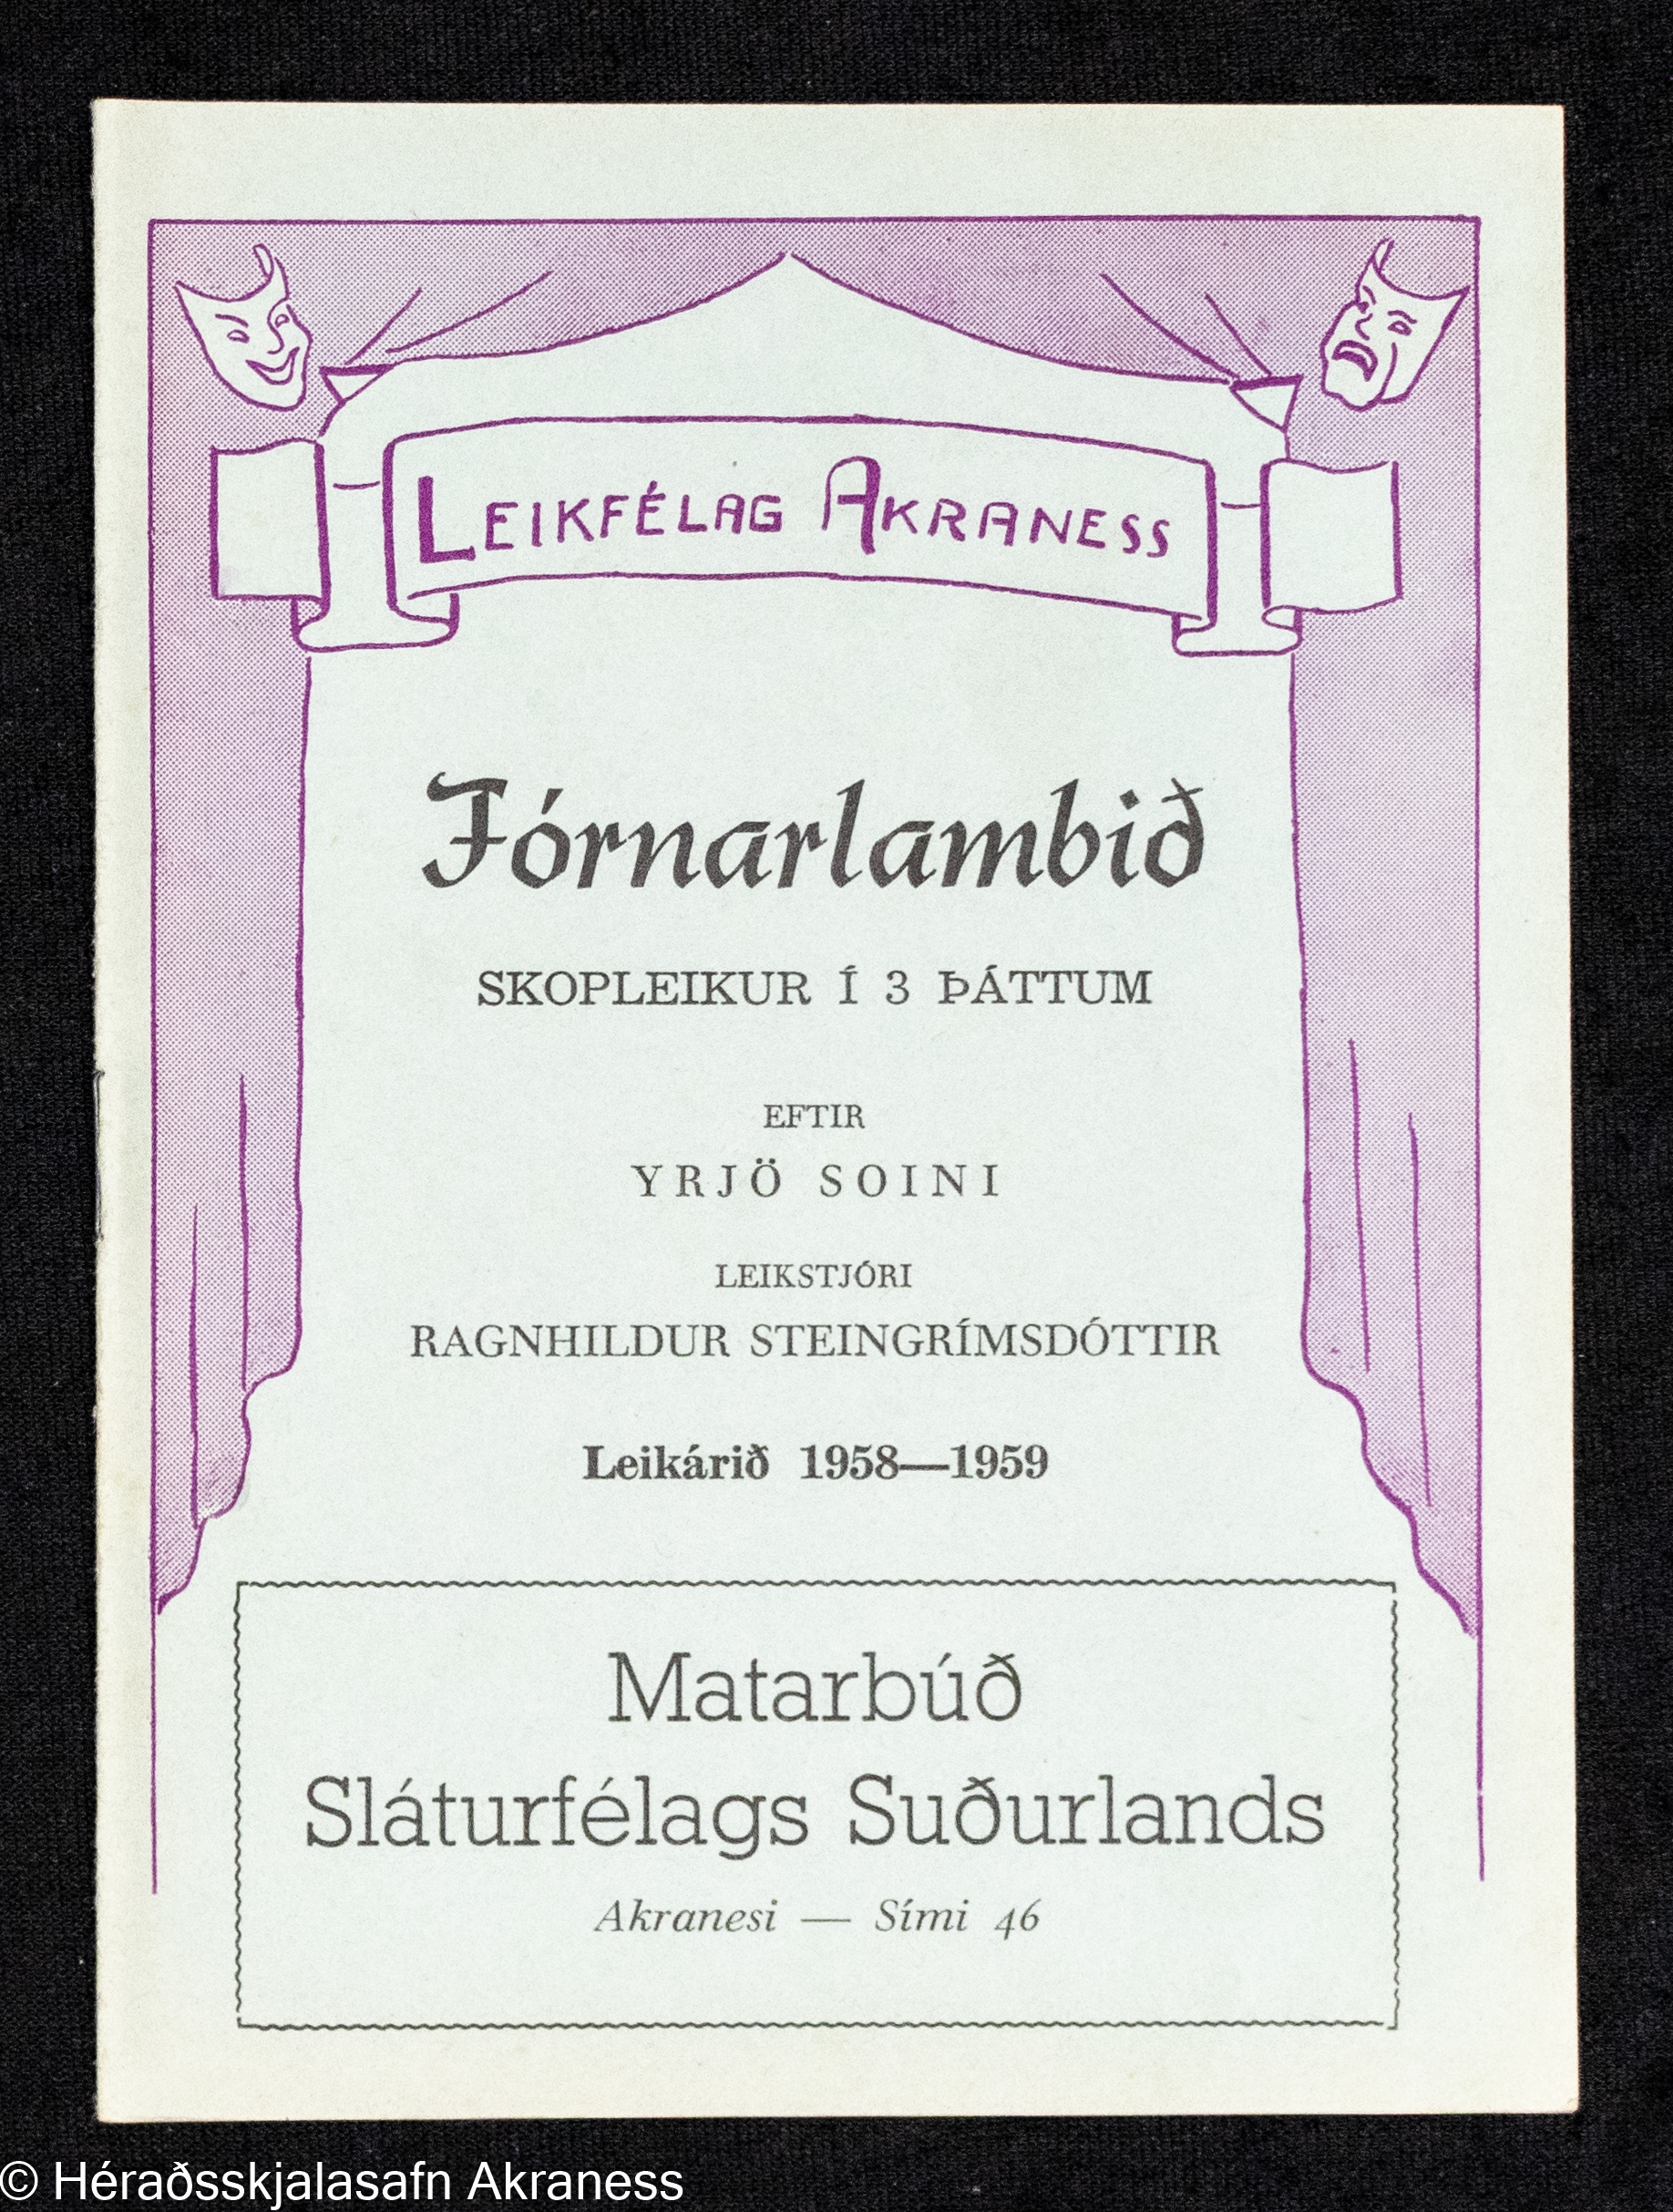 LEIKFÉLAG AKRANESS
Fórnarlambið
SKOPLEIKUR Í 3 ÞÁTTUM
EFTIR
YRJÖ SOINI
LEIKSTJÓRI
RAGNHILDUR STEINGRÍMSDÓTTIR
Leikárið 1958—1959
Matarbúð
Sláturfélags Suðurlands
Akranesi — Sími 46
© Héraðsskjalasafn Akraness